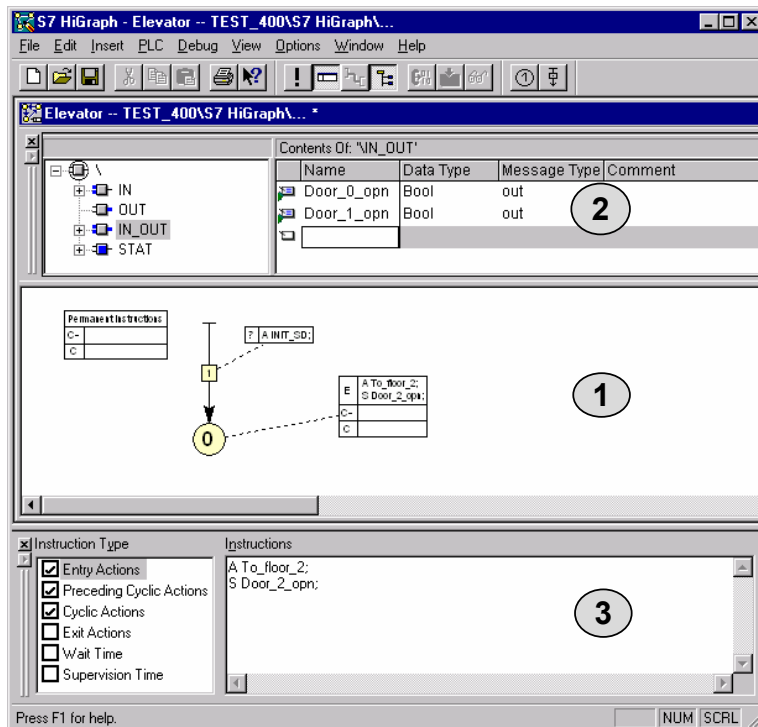 S7 HiGraph - Elevator -- TEST_400\S7 HiGraph\...
File Edit Insert PLC Debug View Options Window Help
Elevator -- TEST_400\S7 HiGraph\... *
Contents Of: '\IN_OUT'
\
IN
OUT
IN_OUT
STAT
Name Data Type Message Type Comment
Door_0_opn Bool out
Door_1_opn Bool out
2
Permanent Instructions
C-
C
? A INIT_SD;
1
0
E A To_floor_2;
S Door_2_opn;
C-
C
1
Instruction Type
Entry Actions
Preceding Cyclic Actions
Cyclic Actions
Exit Actions
Wait Time
Supervision Time
Instructions
A To_floor_2;
S Door_2_opn;
3
Press F1 for help.
NUM SCRL